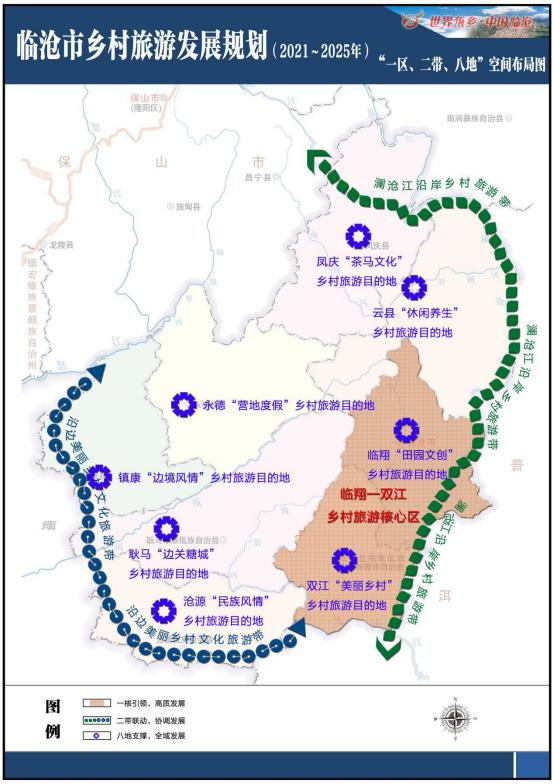 世界佤乡·中国临沧
临沧市乡村旅游发展规划（2021～2025年）
“一区、二带、八地”空间布局图
保山市
(隆阳区)
南涧彝族自治县
保 山 市
昌宁县
施甸县
龙陵县
德宏傣族景颇族自治州
怒
江
澜沧江沿岸乡村旅游带
凤庆县
凤庆“茶马文化”
乡村旅游目的地
云县“休闲养生”
乡村旅游目的地
澜沧江沿岸乡村旅游带
永德“营地度假”乡村旅游目的地
临翔“田园文创”
乡村旅游目的地
普
洱
镇康“边境风情”乡村旅游目的地
临翔—双江
乡村旅游核心区
缅
耿马“边关糖城”
乡村旅游目的地
双江“美丽乡村”
乡村旅游目的地
澜沧江沿岸乡村旅游带
沧源“民族风情”
乡村旅游目的地
沿边美丽乡村文化旅游带
沿边美丽乡村文化旅游带
图
例
一核引领，高质发展
二带联动，协调发展
八地支撑，全域发展